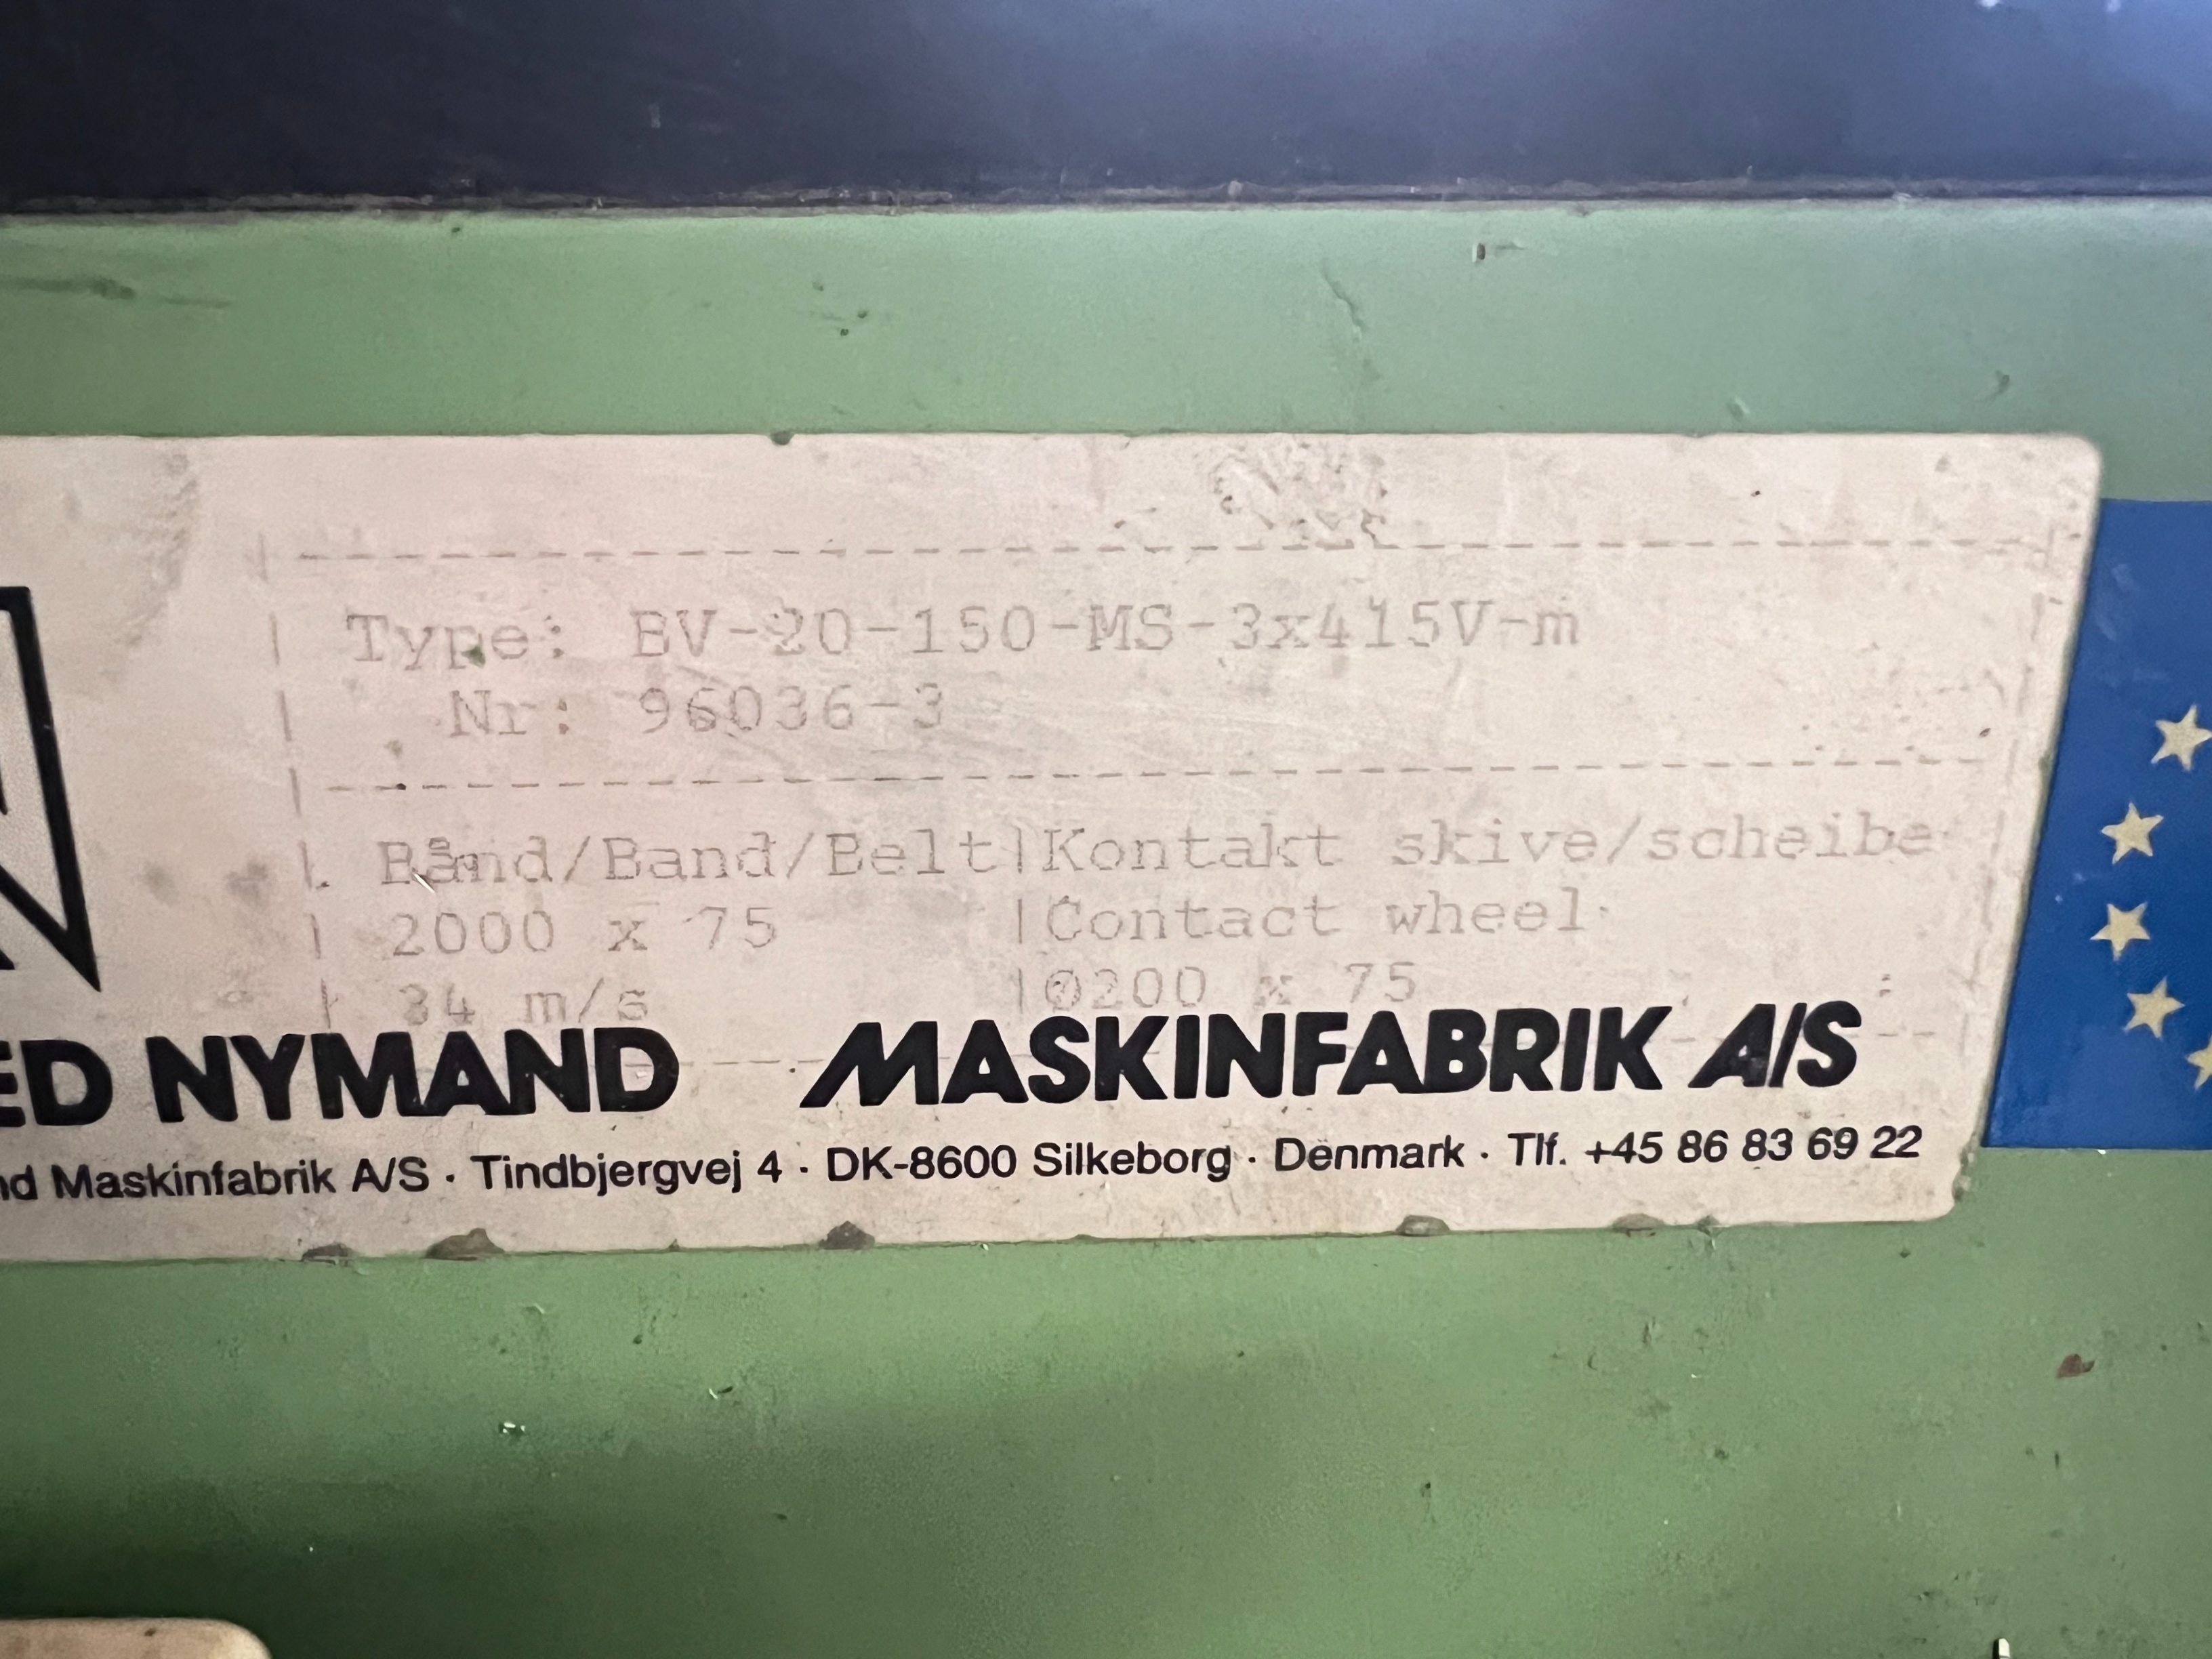 Type: BV-20-150-MS-3x415V-m
Nr: 96036-3
Bånd/Band/Belt|Kontakt skive/scheibe
2000 x 75 |Contact wheel
34 m/s |Ø200 x 75
ED NYMAND MASKINFABRIK A/S
nd Maskinfabrik A/S · Tindbjergvej 4 · DK-8600 Silkeborg · Denmark · Tlf. +45 86 83 69 22